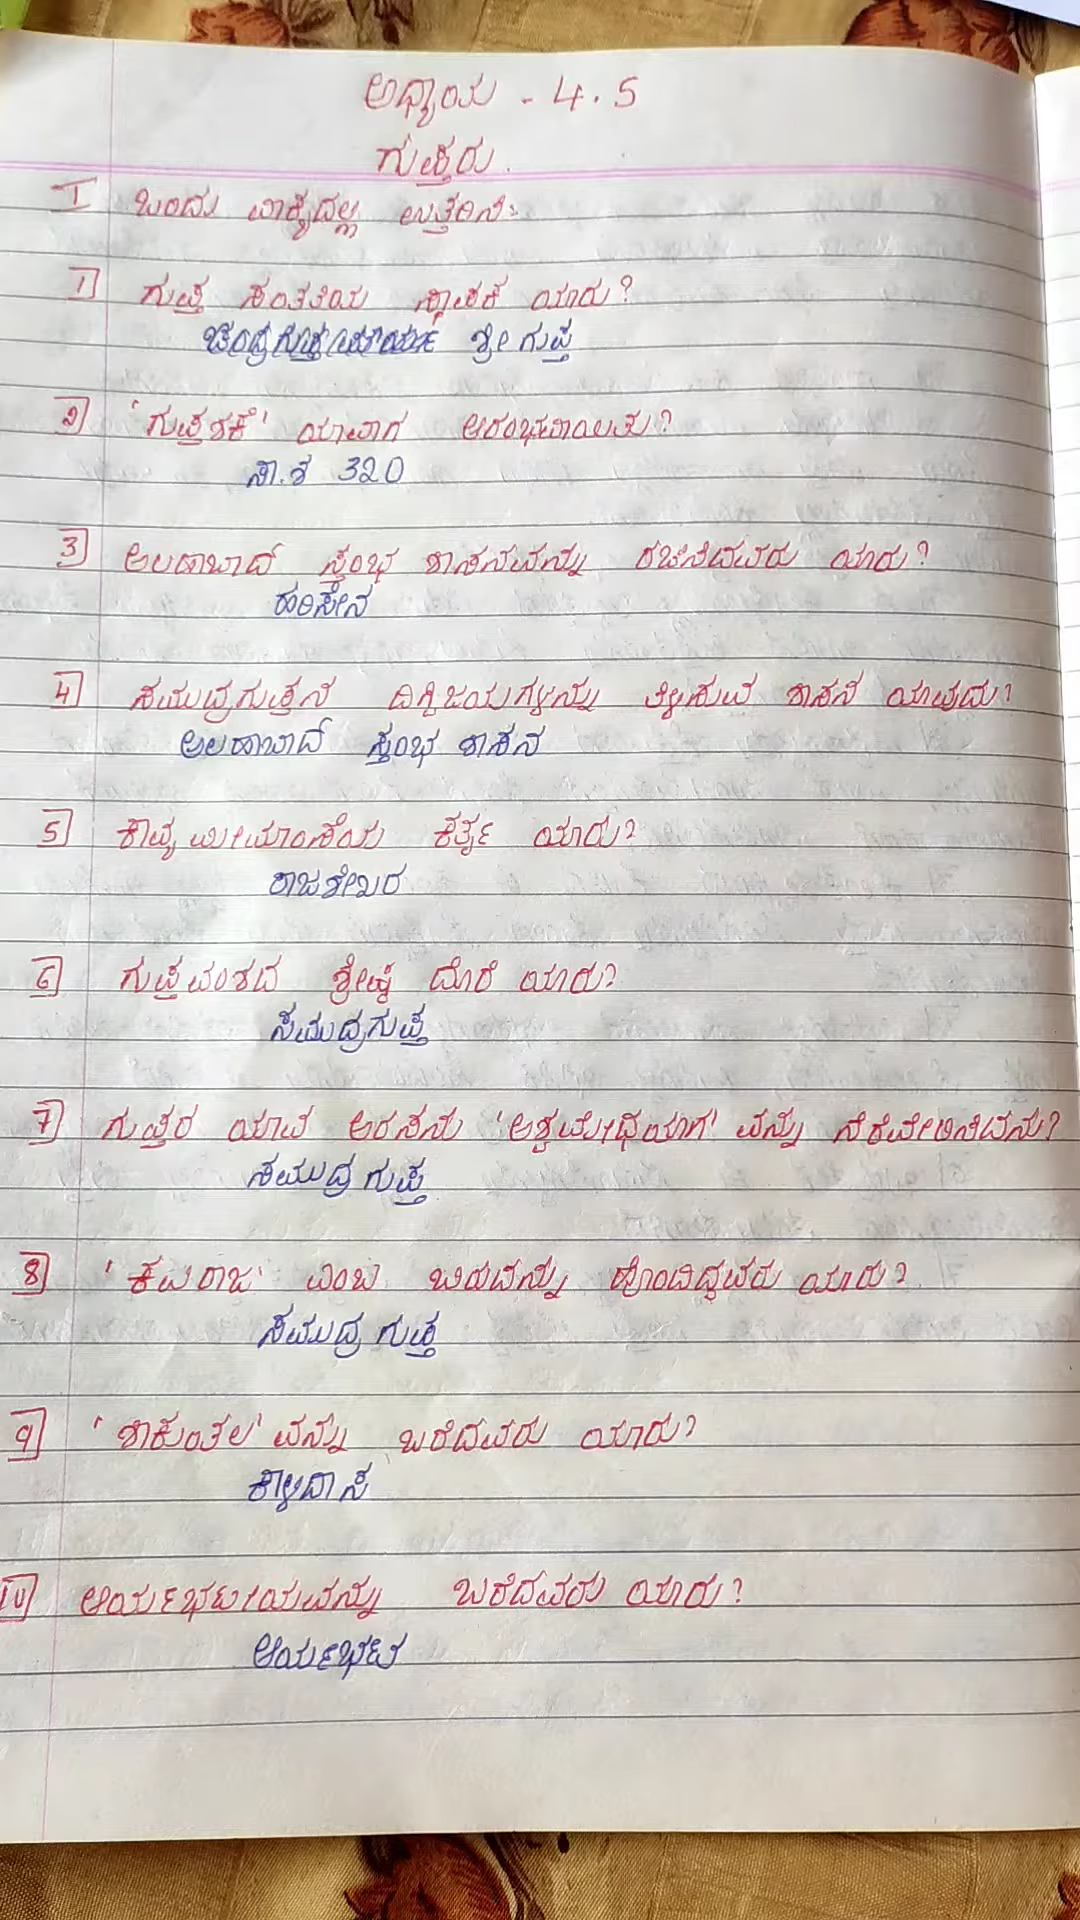 ಅಧ್ಯಾಯ - 4.5
ಗುಪ್ತರು.
I ಒಂದು ವಾಕ್ಯದಲ್ಲಿ ಉತ್ತರಿಸಿ:
1] ಗುಪ್ತ ಸಂತತಿಯ ಸ್ಥಾಪಕ ಯಾರು?
ಶ್ರೀ ಗುಪ್ತ
2] 'ಗುಪ್ತಶಕೆ' ಯಾವಾಗ ಆರಂಭವಾಯಿತು?
ಸಾ.ಶ 320
3] ಅಲಹಾಬಾದ್ ಸ್ತಂಭ ಶಾಸನವನ್ನು ರಚಿಸಿದವರು ಯಾರು?
ಹರಿಸೇನ
4] ಸಮುದ್ರಗುಪ್ತನ ದಿಗ್ವಿಜಯಗಳನ್ನು ತಿಳಿಸುವ ಶಾಸನ ಯಾವುದು?
ಅಲಹಾಬಾದ್ ಸ್ತಂಭ ಶಾಸನ
5] ಕಾವ್ಯ ಮೀಮಾಂಸೆಯ ಕರ್ತೃ ಯಾರು?
ರಾಜಶೇಖರ
6] ಗುಪ್ತವಂಶದ ಶ್ರೇಷ್ಠ ದೊರೆ ಯಾರು?
ಸಮುದ್ರಗುಪ್ತ
7] ಗುಪ್ತರ ಯಾವ ಅರಸನು 'ಅಶ್ವಮೇಧಯಾಗ' ವನ್ನು ನೆರವೇರಿಸಿದನು?
ಸಮುದ್ರ ಗುಪ್ತ
8] 'ಕವಿರಾಜ' ಎಂಬ ಬಿರುದನ್ನು ಹೊಂದಿದ್ದವರು ಯಾರು?
ಸಮುದ್ರ ಗುಪ್ತ
9] 'ಶಾಕುಂತಲ' ವನ್ನು ಬರೆದವರು ಯಾರು?
ಕಾಳಿದಾಸ
10] ಆರ್ಯಭಟೀಯವನ್ನು ಬರೆದವರು ಯಾರು?
ಆರ್ಯಭಟ